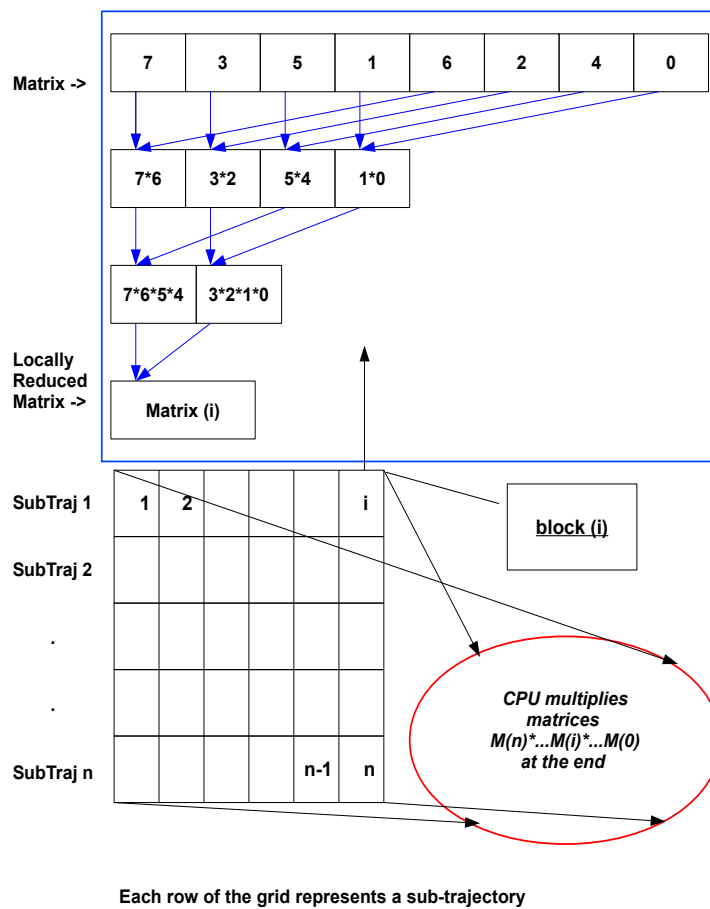 Matrix -> 7 3 5 1 6 2 4 0
7*6 3*2 5*4 1*0
7*6*5*4 3*2*1*0
Locally
Reduced
Matrix -> Matrix (i)
SubTraj 1 1 2 i
block (i)
SubTraj 2
.
.
CPU multiplies
matrices
M(n)*...M(i)*...M(0)
at the end
SubTraj n n-1 n
Each row of the grid represents a sub-trajectory